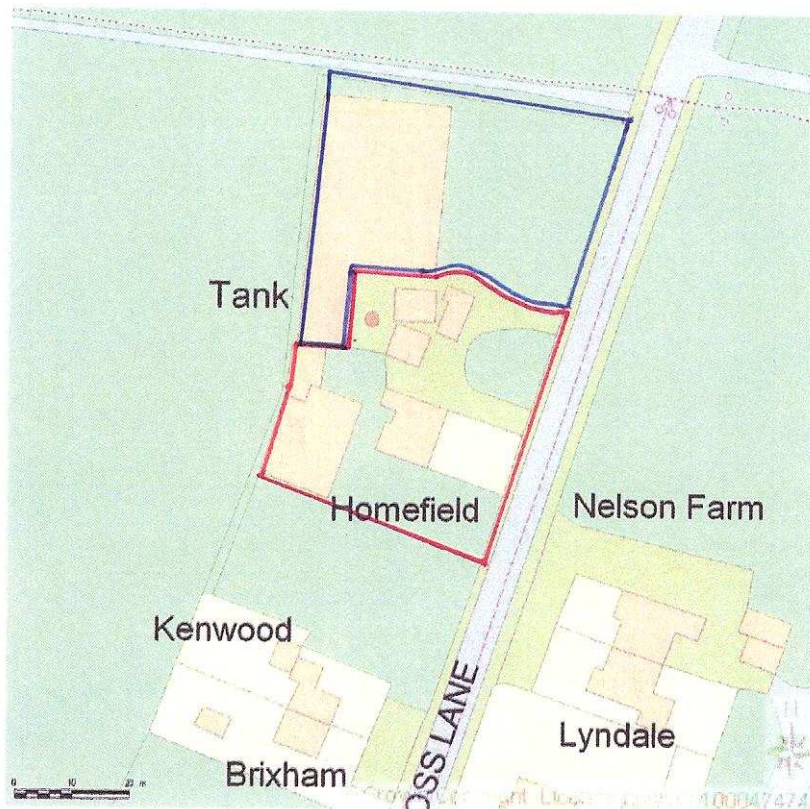 Tank
Homefield
Nelson Farm
Kenwood
Lyndale
Brixham
OSS LANE
0 10 20 m